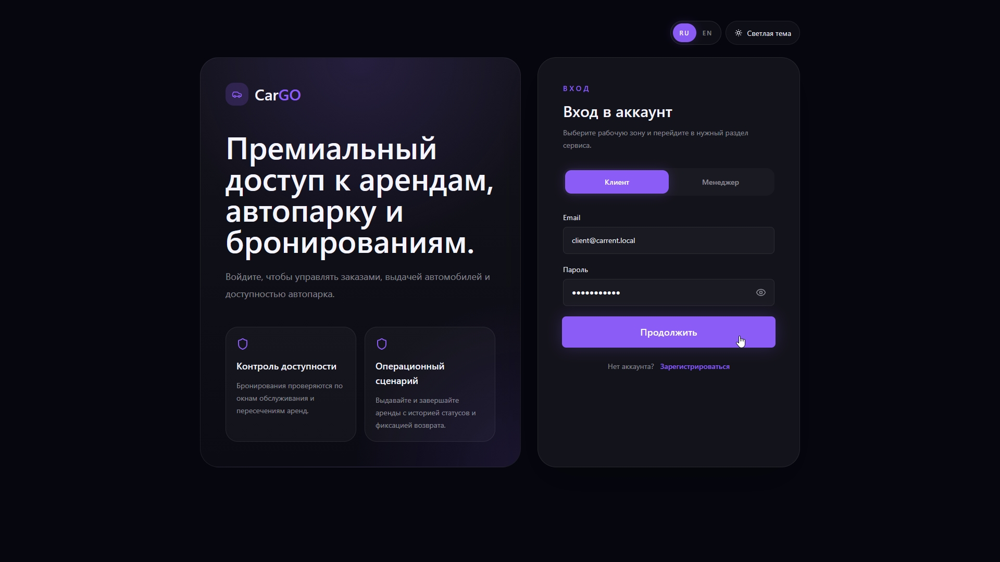 RU EN Светлая тема
CarGO
Премиальный
доступ к арендам,
автопарку и
бронированиям.
Войдите, чтобы управлять заказами, выдачей автомобилей и
доступностью автопарка.
Контроль доступности
Бронирования проверяются по
окнам обслуживания и
пересечениям аренд.
Операционный
сценарий
Выдавайте и завершайте
аренды с историей статусов и
фиксацией возврата.
ВХОД
Вход в аккаунт
Выберите рабочую зону и перейдите в нужный раздел
сервиса.
Клиент Менеджер
Email
client@carrent.local
Пароль
•••••••••••
Продолжить
Нет аккаунта? Зарегистрироваться